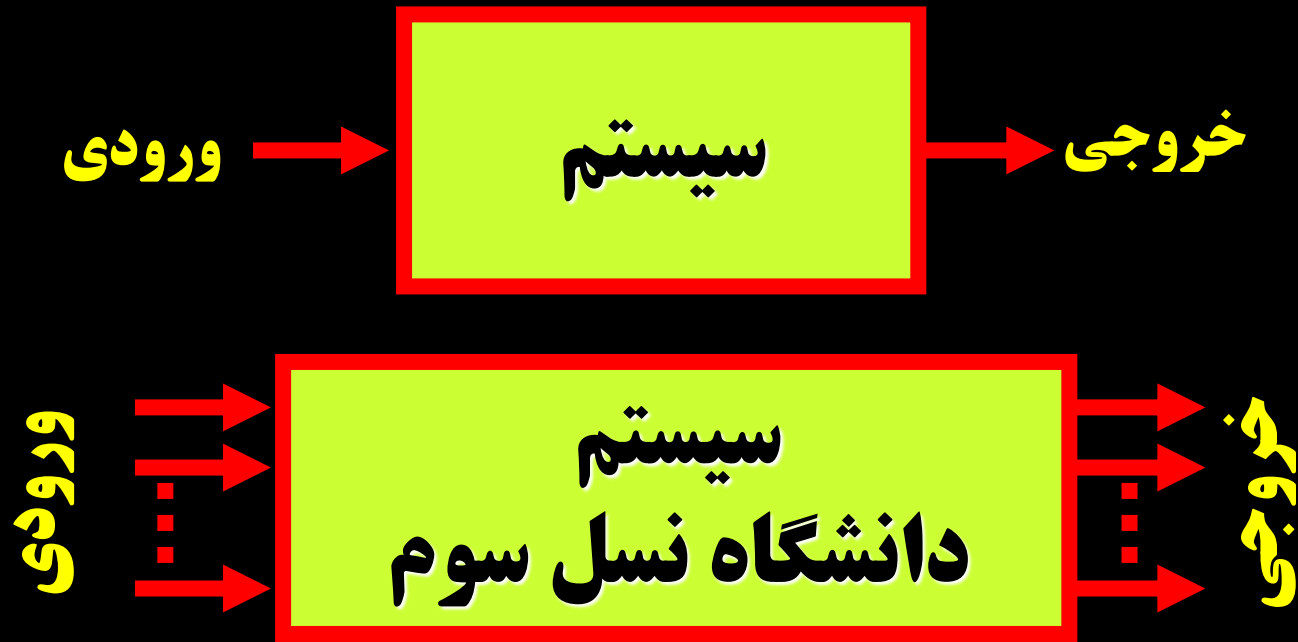 ورودی
سیستم
خروجی
ورودی
سیستم
دانشگاه نسل سوم
خروجی